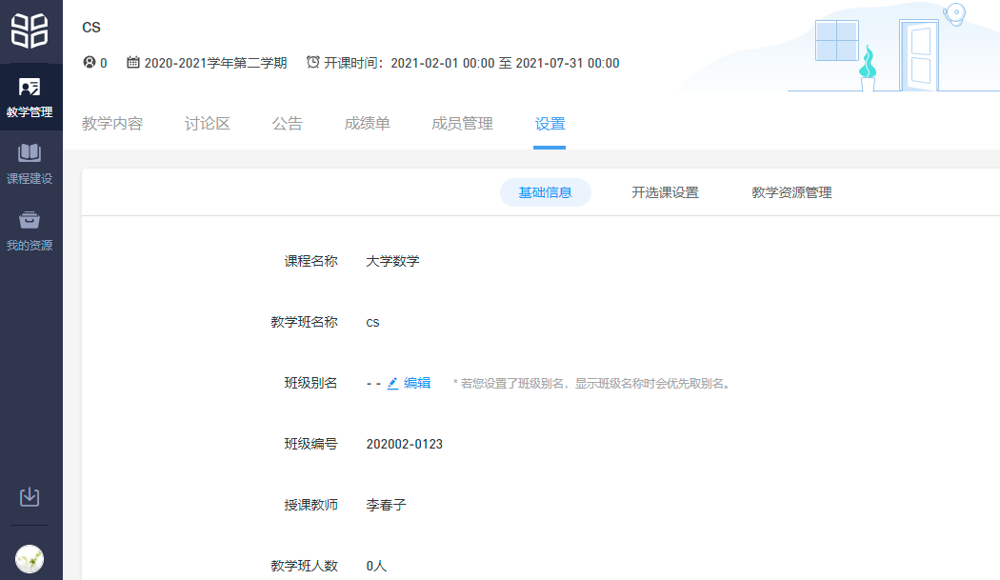 CS
0 2020-2021学年第二学期 开课时间：2021-02-01 00:00 至 2021-07-31 00:00
教学管理
教学内容 讨论区 公告 成绩单 成员管理 设置
课程建设
基础信息 开选课设置 教学资源管理
我的资源
课程名称 大学数学
教学班名称 cs
班级别名 - - 编辑 * 若您设置了班级别名，显示班级名称时会优先取别名。
班级编号 202002-0123
授课教师 李春子
教学班人数 0人